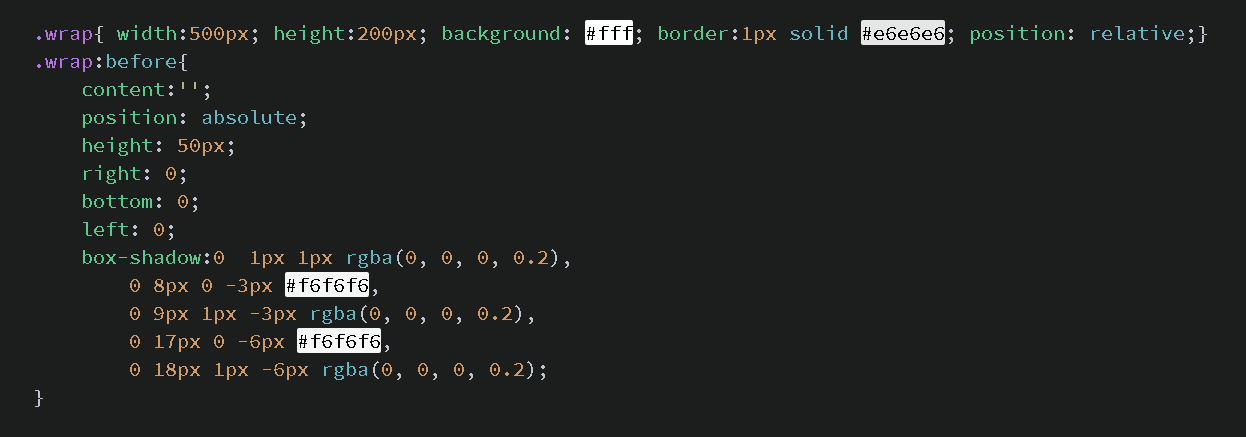 .wrap{ width:500px; height:200px; background: #fff; border:1px solid #e6e6e6; position: relative;}
.wrap:before{
    content:'';
    position: absolute;
    height: 50px;
    right: 0;
    bottom: 0;
    left: 0;
    box-shadow:0  1px 1px rgba(0, 0, 0, 0.2),
        0 8px 0 -3px #f6f6f6,
        0 9px 1px -3px rgba(0, 0, 0, 0.2),
        0 17px 0 -6px #f6f6f6,
        0 18px 1px -6px rgba(0, 0, 0, 0.2);
}